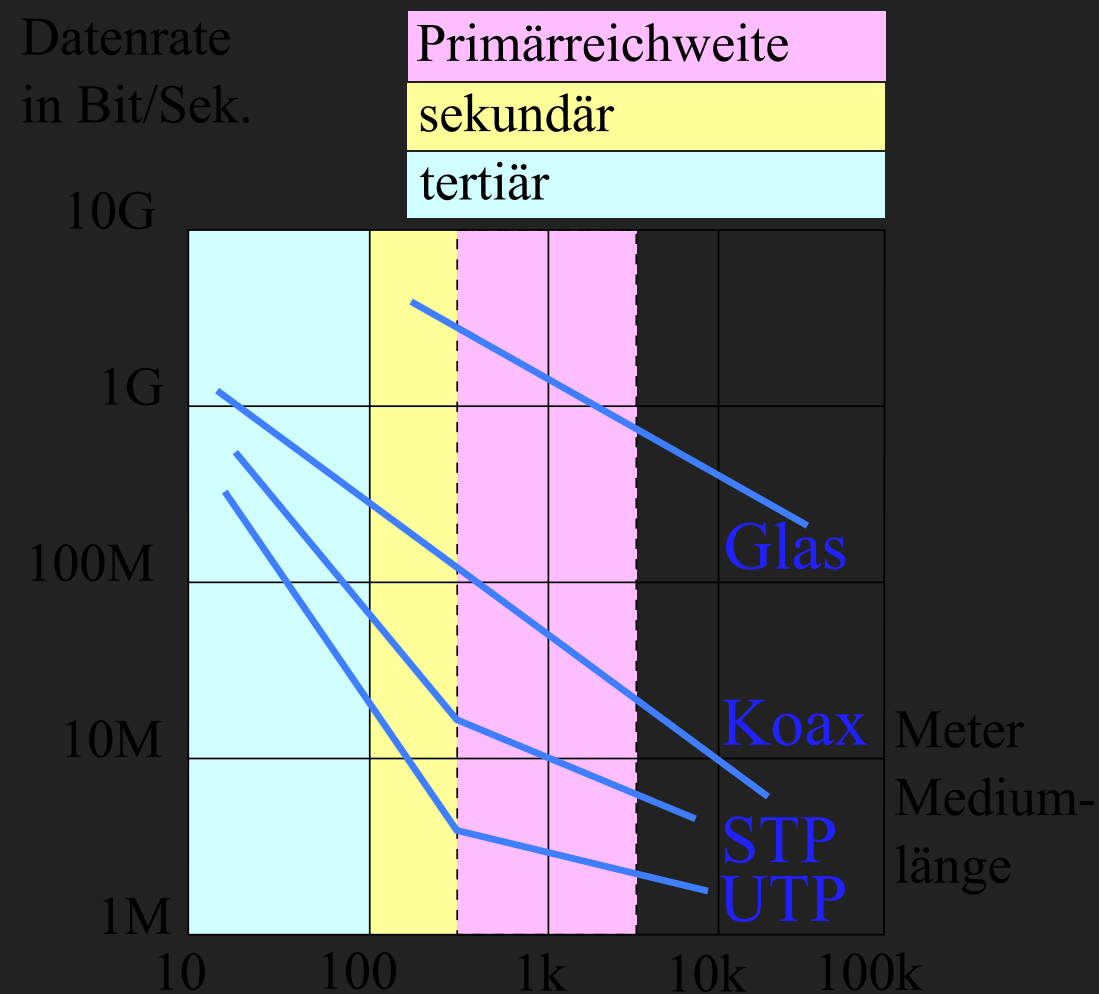 Datenrate
in Bit/Sek.
Primärreichweite
sekundär
tertiär
10G
1G
100M
10M
1M
Glas
Koax
STP
UTP
Meter
Medium-
länge
10 100 1k 10k 100k